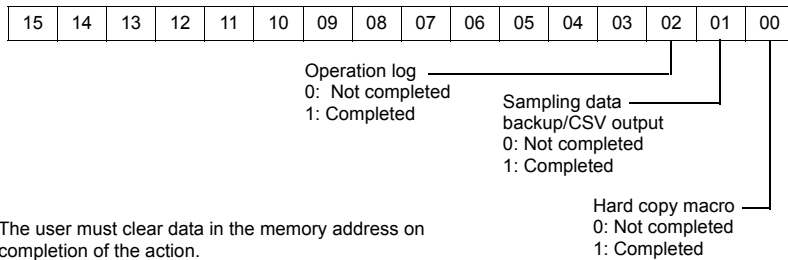 15 14 13 12 11 10 09 08 07 06 05 04 03 02 01 00
Operation log
0: Not completed
1: Completed
Sampling data
backup/CSV output
0: Not completed
1: Completed
Hard copy macro
0: Not completed
1: Completed
The user must clear data in the memory address on
completion of the action.